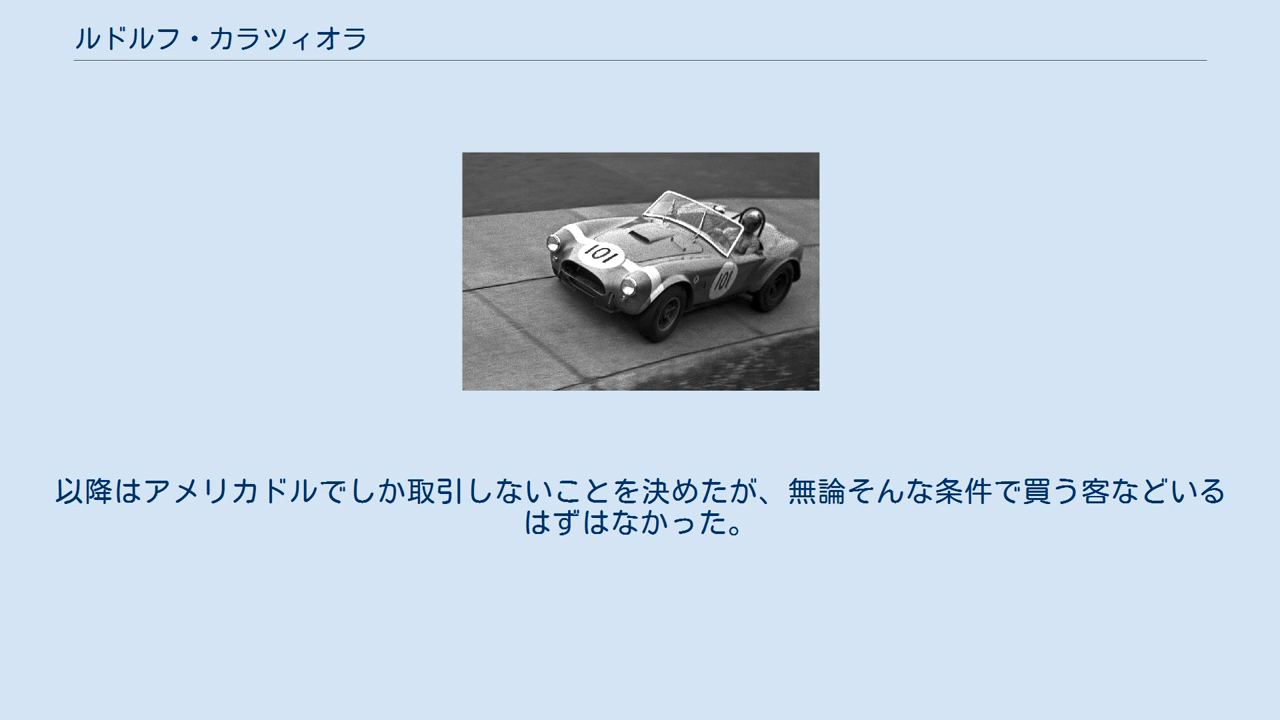 ルドルフ・カラツィオラ
101
101
以降はアメリカドルでしか取引しないことを決めたが、無論そんな条件で買う客などいる
はずはなかった。